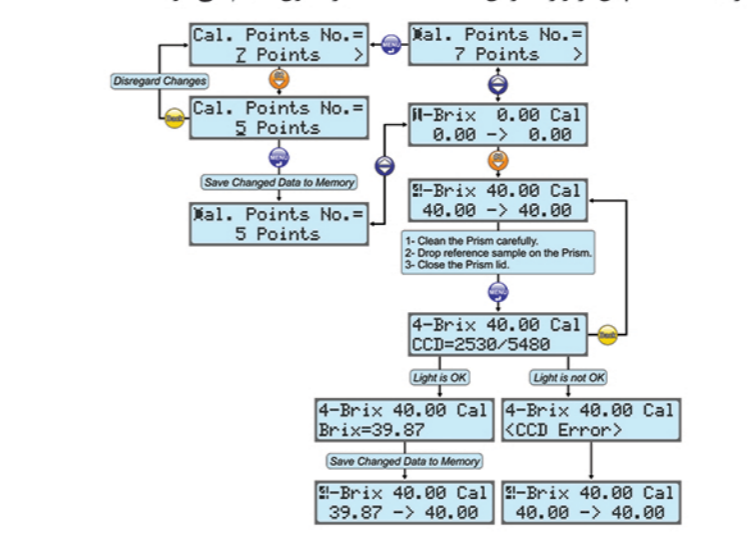 Cal. Points No.=
7 Points >
Cal. Points No.=
7 Points >
MENU
Disregard Changes
Cal. Points No.=
5 Points
Back
MENU
Save Changed Data to Memory
Cal. Points No.=
5 Points
1-Brix 0.00 Cal
0.00 -> 0.00
4-Brix 40.00 Cal
40.00 -> 40.00
1- Clean the Prism carefully.
2- Drop reference sample on the Prism.
3- Close the Prism lid.
MENU
4-Brix 40.00 Cal
CCD=2530/5480
Back
Light is OK
Light is not OK
4-Brix 40.00 Cal
Brix=39.87
4-Brix 40.00 Cal
<CCD Error>
Save Changed Data to Memory
4-Brix 40.00 Cal
39.87 -> 40.00
4-Brix 40.00 Cal
40.00 -> 40.00